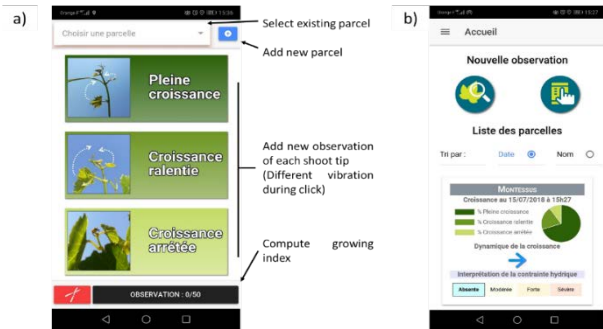 a)
Choisir une parcelle
Pleine
croissance
Croissance
ralentie
Croissance
arrêtée
OBSERVATION : 0/50
Select existing parcel
Add new parcel
Add new observation
of each shoot tip
(Different vibration
during click)
Compute growing
index
b)
Accueil
Nouvelle observation
Liste des parcelles
Tri par : Date Nom
MONTESSUS
Croissance au 15/07/2018 à 15h27
% Pleine croissance
% Croissance ralentie
% Croissance arrêtée
Dynamique de la croissance
Interprétation de la contrainte hydrique
Absente Modérée Forte Sévère